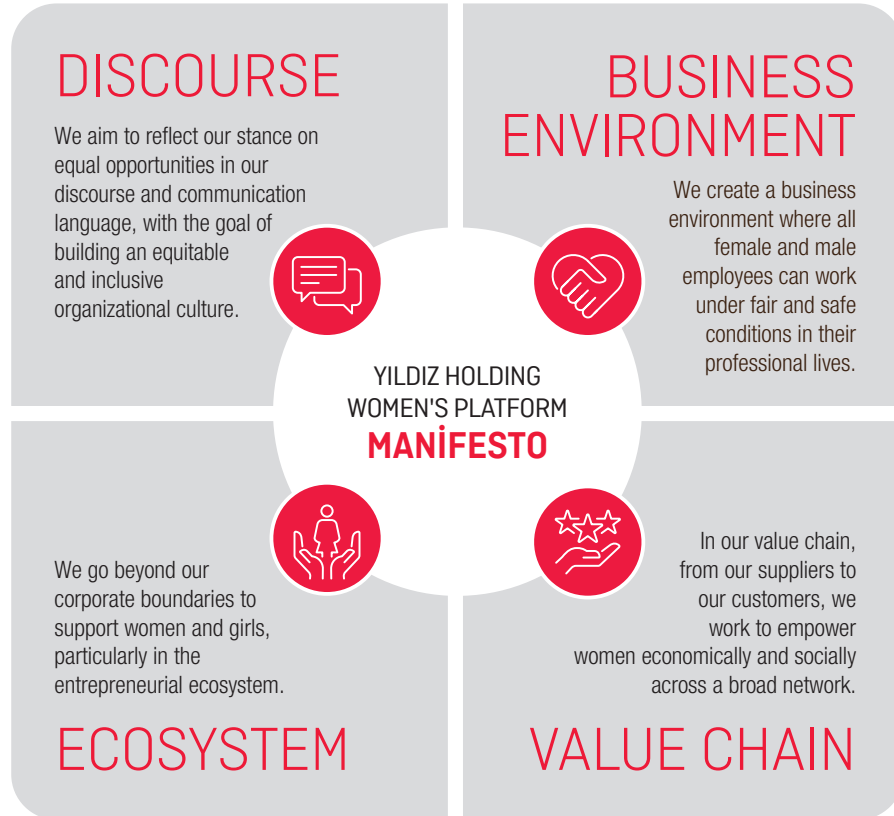 DISCOURSE
We aim to reflect our stance on
equal opportunities in our
discourse and communication
language, with the goal of
building an equitable
and inclusive
organizational culture.
BUSINESS
ENVIRONMENT
We create a business
environment where all
female and male
employees can work
under fair and safe
conditions in their
professional lives.
YILDIZ HOLDING
WOMEN'S PLATFORM
MANİFESTO
We go beyond our
corporate boundaries to
support women and girls,
particularly in the
entrepreneurial ecosystem.
ECOSYSTEM
In our value chain,
from our suppliers to
our customers, we
work to empower
women economically and socially
across a broad network.
VALUE CHAIN